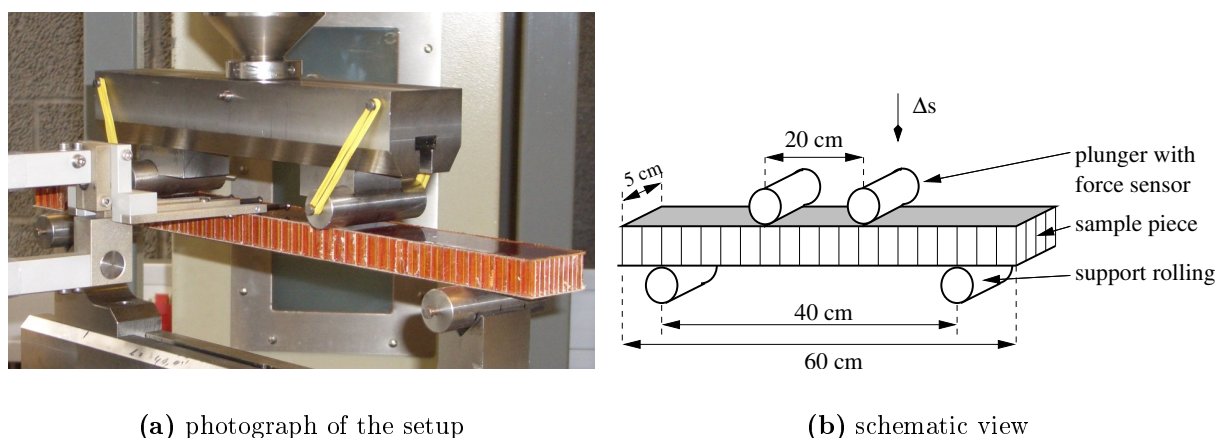 Δs
20 cm
5 cm
plunger with
force sensor
sample piece
support rolling
40 cm
60 cm
(a) photograph of the setup
(b) schematic view